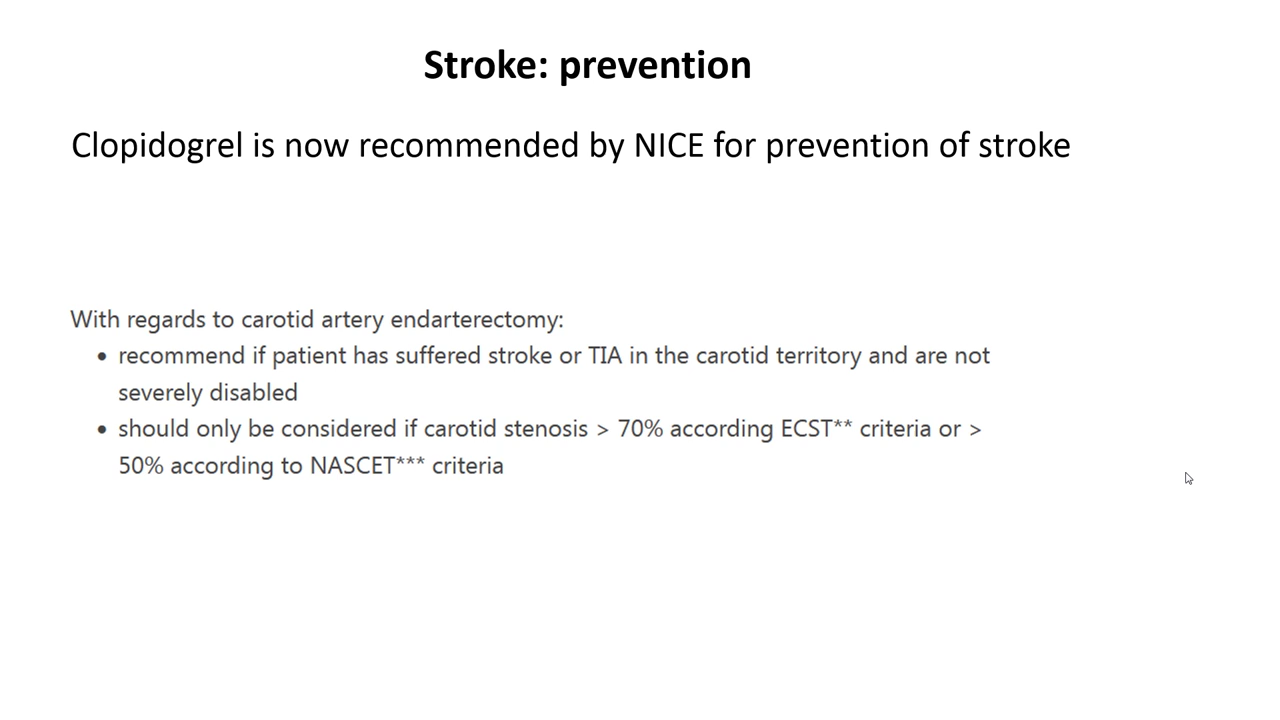 Stroke: prevention
Clopidogrel is now recommended by NICE for prevention of stroke
With regards to carotid artery endarterectomy:
• recommend if patient has suffered stroke or TIA in the carotid territory and are not
severely disabled
• should only be considered if carotid stenosis > 70% according ECST** criteria or >
50% according to NASCET*** criteria